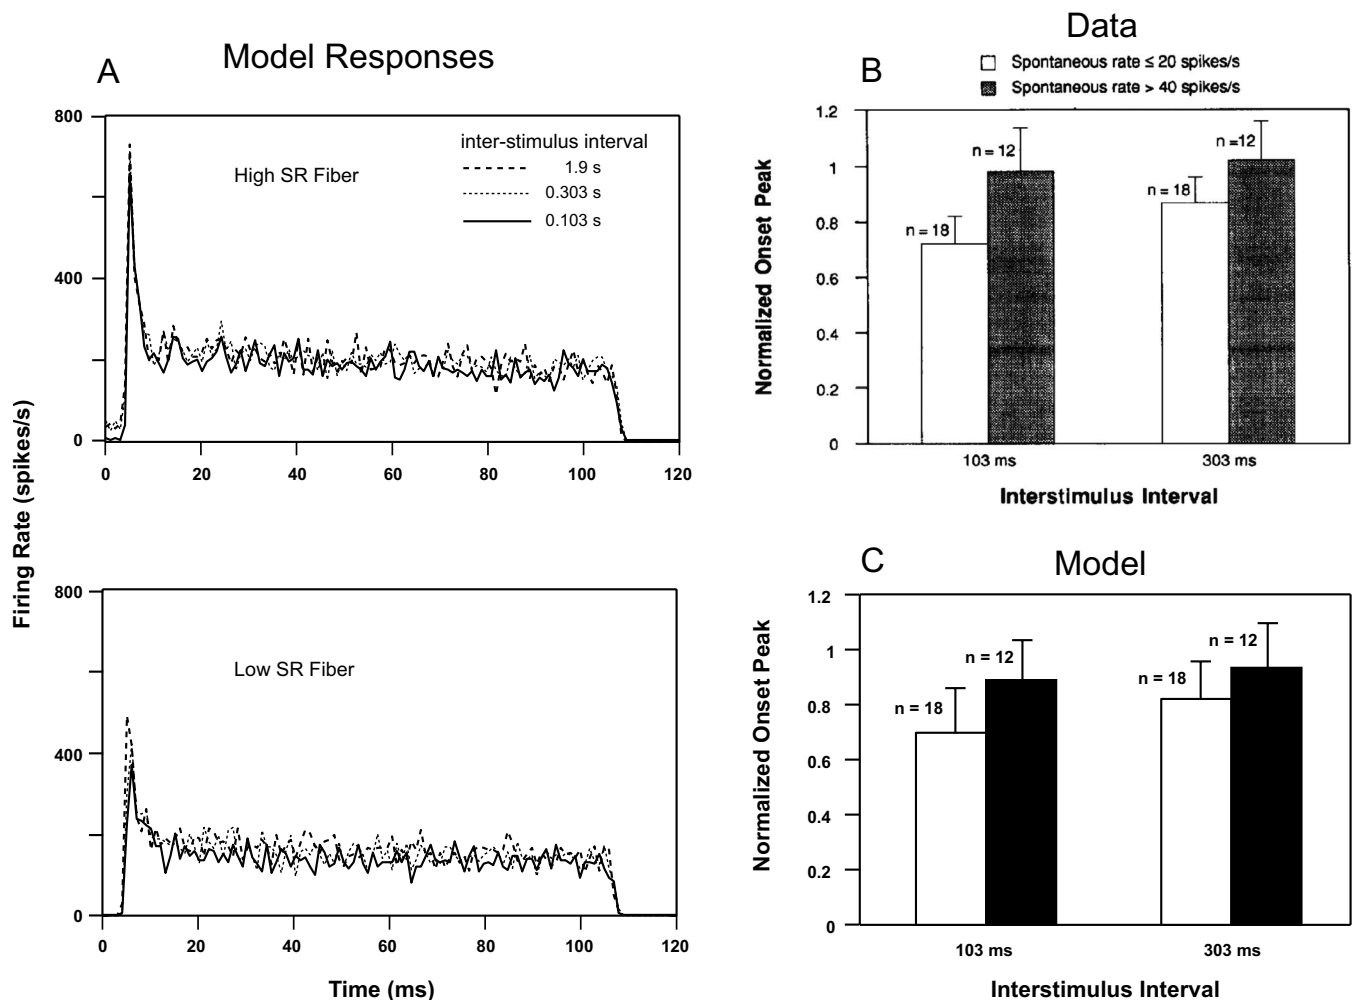 Model Responses
A
High SR Fiber
inter-stimulus interval
1.9 s
0.303 s
0.103 s
800
400
0
0 20 40 60 80 100 120
Firing Rate (spikes/s)
Low SR Fiber
800
400
0
0 20 40 60 80 100 120
Time (ms)
Data
B
Spontaneous rate ≤ 20 spikes/s
Spontaneous rate > 40 spikes/s
Normalized Onset Peak
1.2
1
0.8
0.6
0.4
0.2
0
n = 18
n = 12
n = 18
n =12
103 ms
303 ms
Interstimulus Interval
C
Model
Normalized Onset Peak
1.2
1
0.8
0.6
0.4
0.2
0
n = 18
n = 12
n = 18
n = 12
103 ms
303 ms
Interstimulus Interval